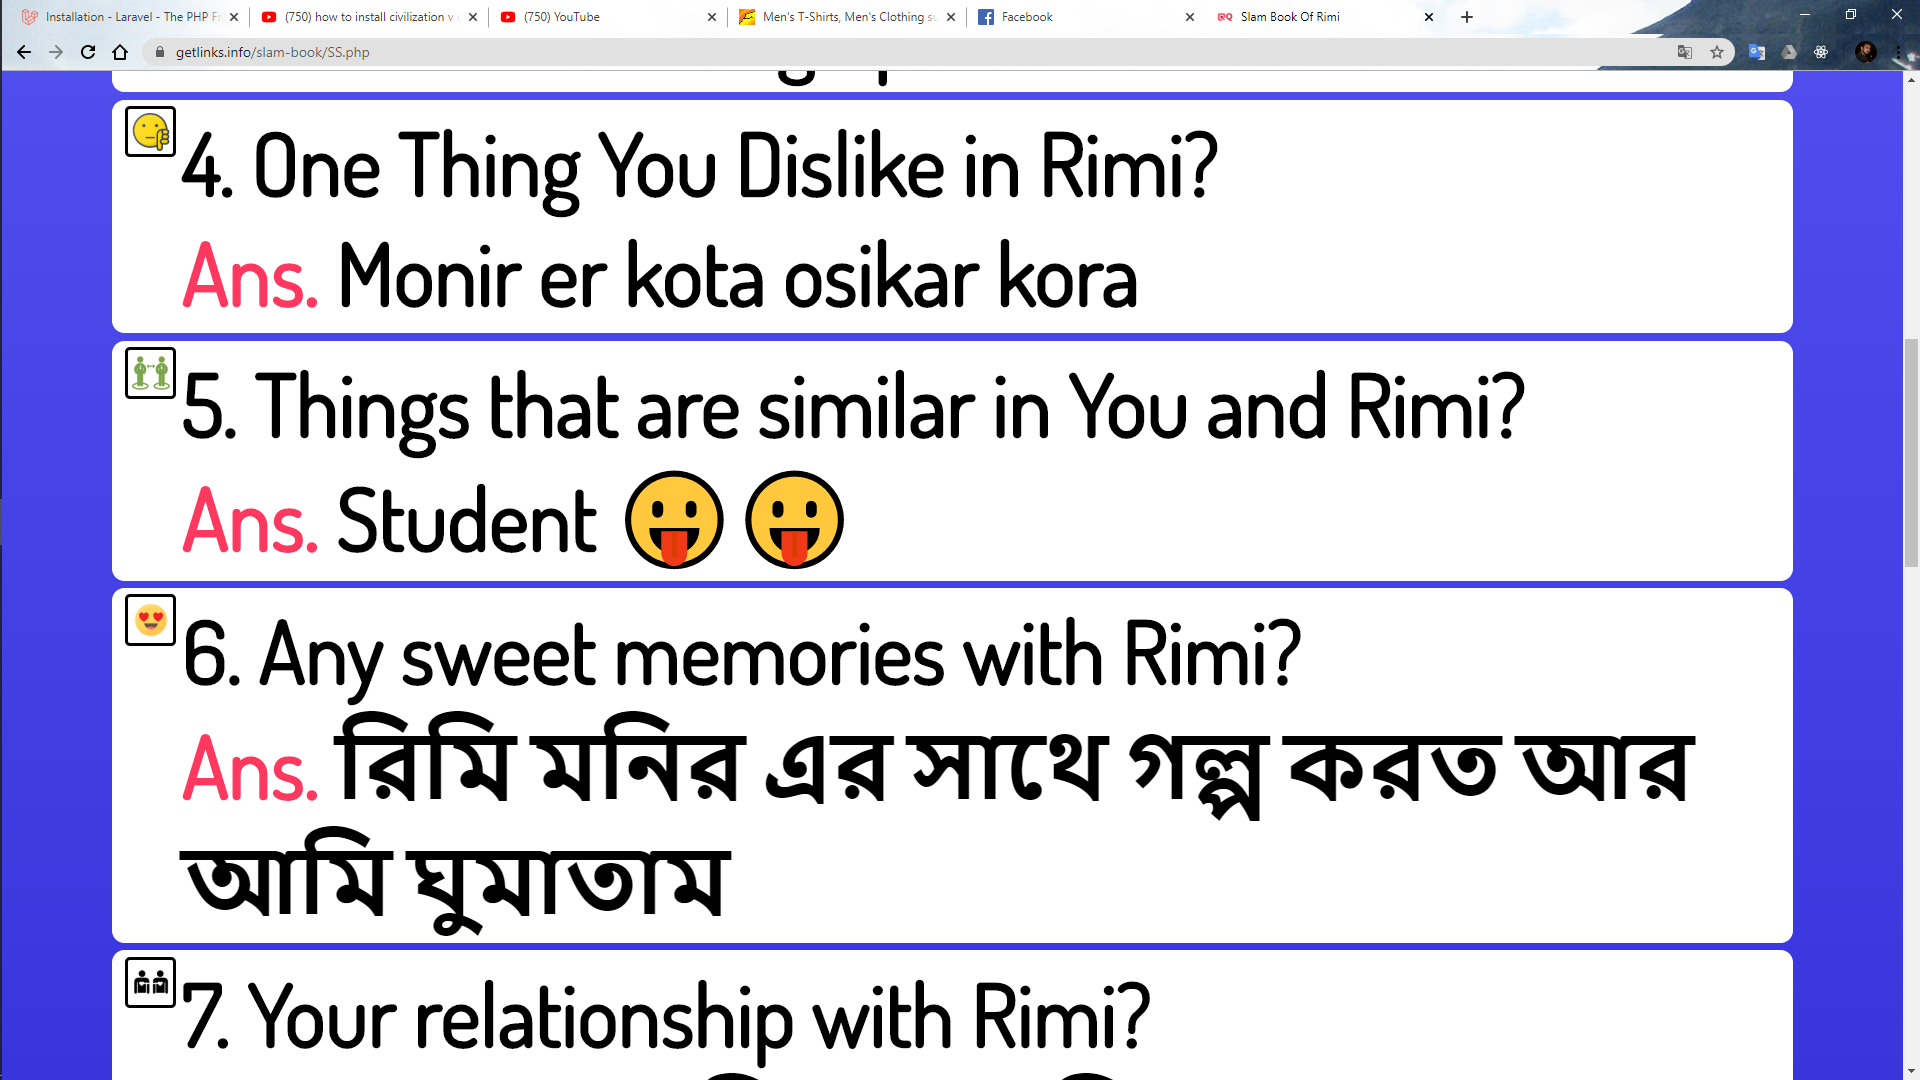 Installation - Laravel - The PHP Fr
(750) how to install civilization v
(750) YouTube
Men's T-Shirts, Men's Clothing su
Facebook
Slam Book Of Rimi
getlinks.info/slam-book/SS.php
4. One Thing You Dislike in Rimi?
Ans. Monir er kota osikar kora
5. Things that are similar in You and Rimi?
Ans. Student 😛 😛
6. Any sweet memories with Rimi?
Ans. রিমি মনির এর সাথে গল্প করত আর
আমি ঘুমাতাম
7. Your relationship with Rimi?